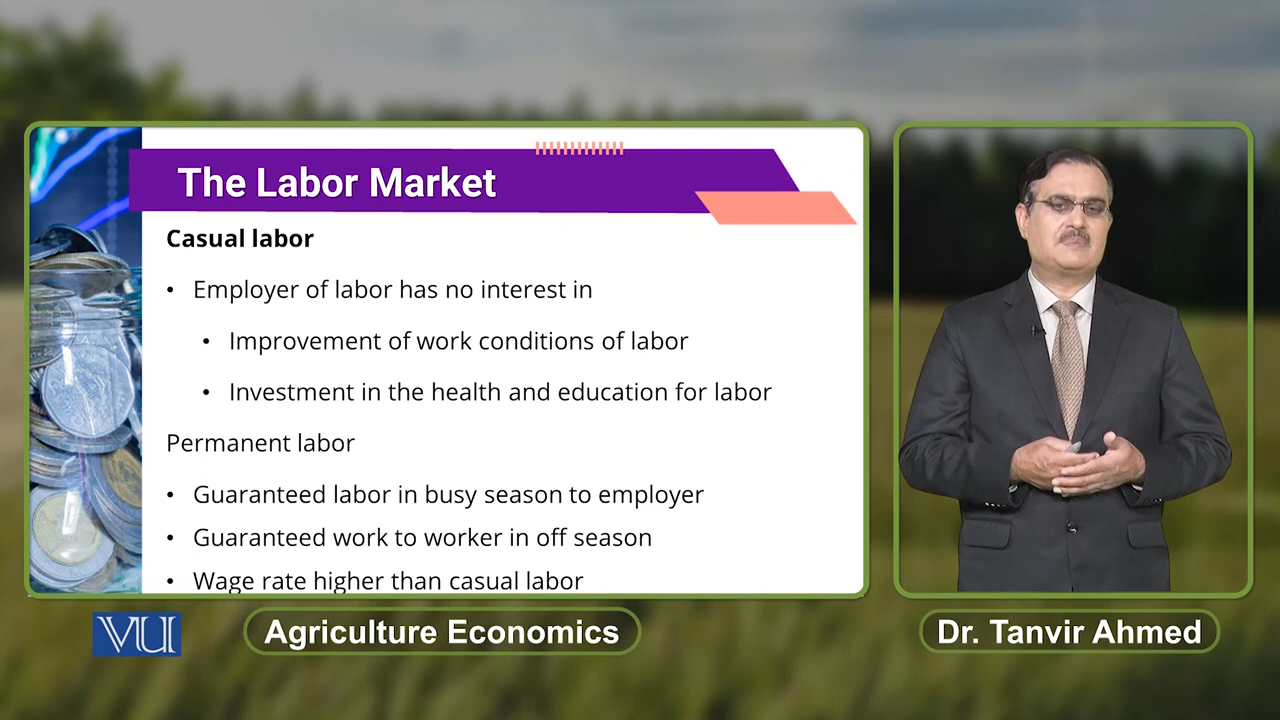 The Labor Market
Casual labor
• Employer of labor has no interest in
• Improvement of work conditions of labor
• Investment in the health and education for labor
Permanent labor
• Guaranteed labor in busy season to employer
• Guaranteed work to worker in off season
• Wage rate higher than casual labor
VU
Agriculture Economics
Dr. Tanvir Ahmed